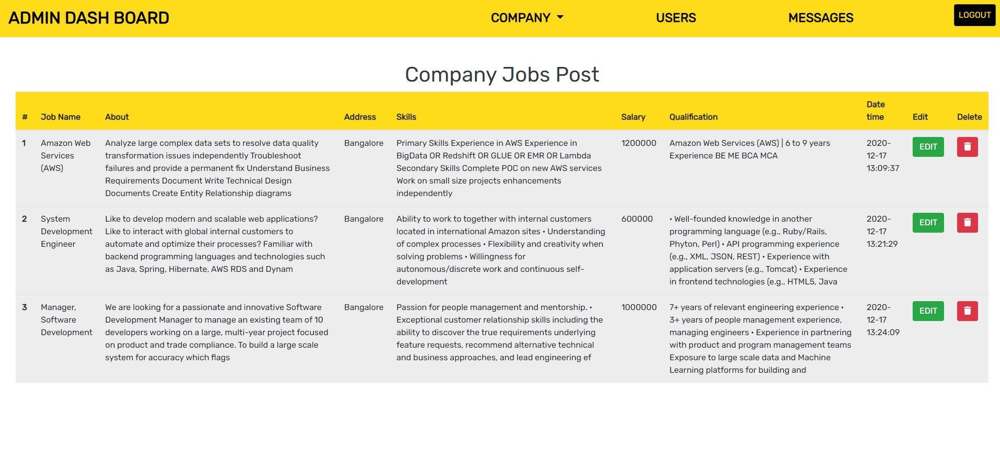 ADMIN DASH BOARD
COMPANY
USERS
MESSAGES
LOGOUT
Company Jobs Post
#
Job Name
About
Address
Skills
Salary
Qualification
Date
time
Edit
Delete
1
Amazon Web
Services
(AWS)
Analyze large complex data sets to resolve data quality
transformation issues independently Troubleshoot
failures and provide a permanent fix Understand Business
Requirements Document Write Technical Design
Documents Create Entity Relationship diagrams
Bangalore
Primary Skills Experience in AWS Experience in
BigData OR Redshift OR GLUE OR EMR OR Lambda
Secondary Skills Complete POC on new AWS services
Work on small size projects enhancements
independently
1200000
Amazon Web Services (AWS) | 6 to 9 years
Experience BE ME BCA MCA
2020-
12-17
13:09:37
EDIT
2
System
Development
Engineer
Like to develop modern and scalable web applications?
Like to interact with global internal customers to
automate and optimize their processes? Familiar with
backend programming languages and technologies such
as Java, Spring, Hibernate, AWS RDS and Dynam
Bangalore
Ability to work to together with internal customers
located in international Amazon sites • Understanding
of complex processes • Flexibility and creativity when
solving problems • Willingness for
autonomous/discrete work and continuous self-
development
600000
• Well-founded knowledge in another
programming language (e.g., Ruby/Rails,
Phyton, Perl) • API programming experience
(e.g., XML, JSON, REST) • Experience with
application servers (e.g., Tomcat) • Experience
in frontend technologies (e.g., HTML5, Java
2020-
12-17
13:21:29
EDIT
3
Manager,
Software
Development
We are looking for a passionate and innovative Software
Development Manager to manage an existing team of 10
developers working on a large, multi-year project focused
on product and trade compliance. To build a large scale
system for accuracy which flags
Bangalore
Passion for people management and mentorship. •
Exceptional customer relationship skills including the
ability to discover the true requirements underlying
feature requests, recommend alternative technical
and business approaches, and lead engineering ef
1000000
7+ years of relevant engineering experience •
3+ years of people management experience,
managing engineers • Experience in partnering
with product and program management teams
Exposure to large scale data and Machine
Learning platforms for building and
2020-
12-17
13:24:09
EDIT